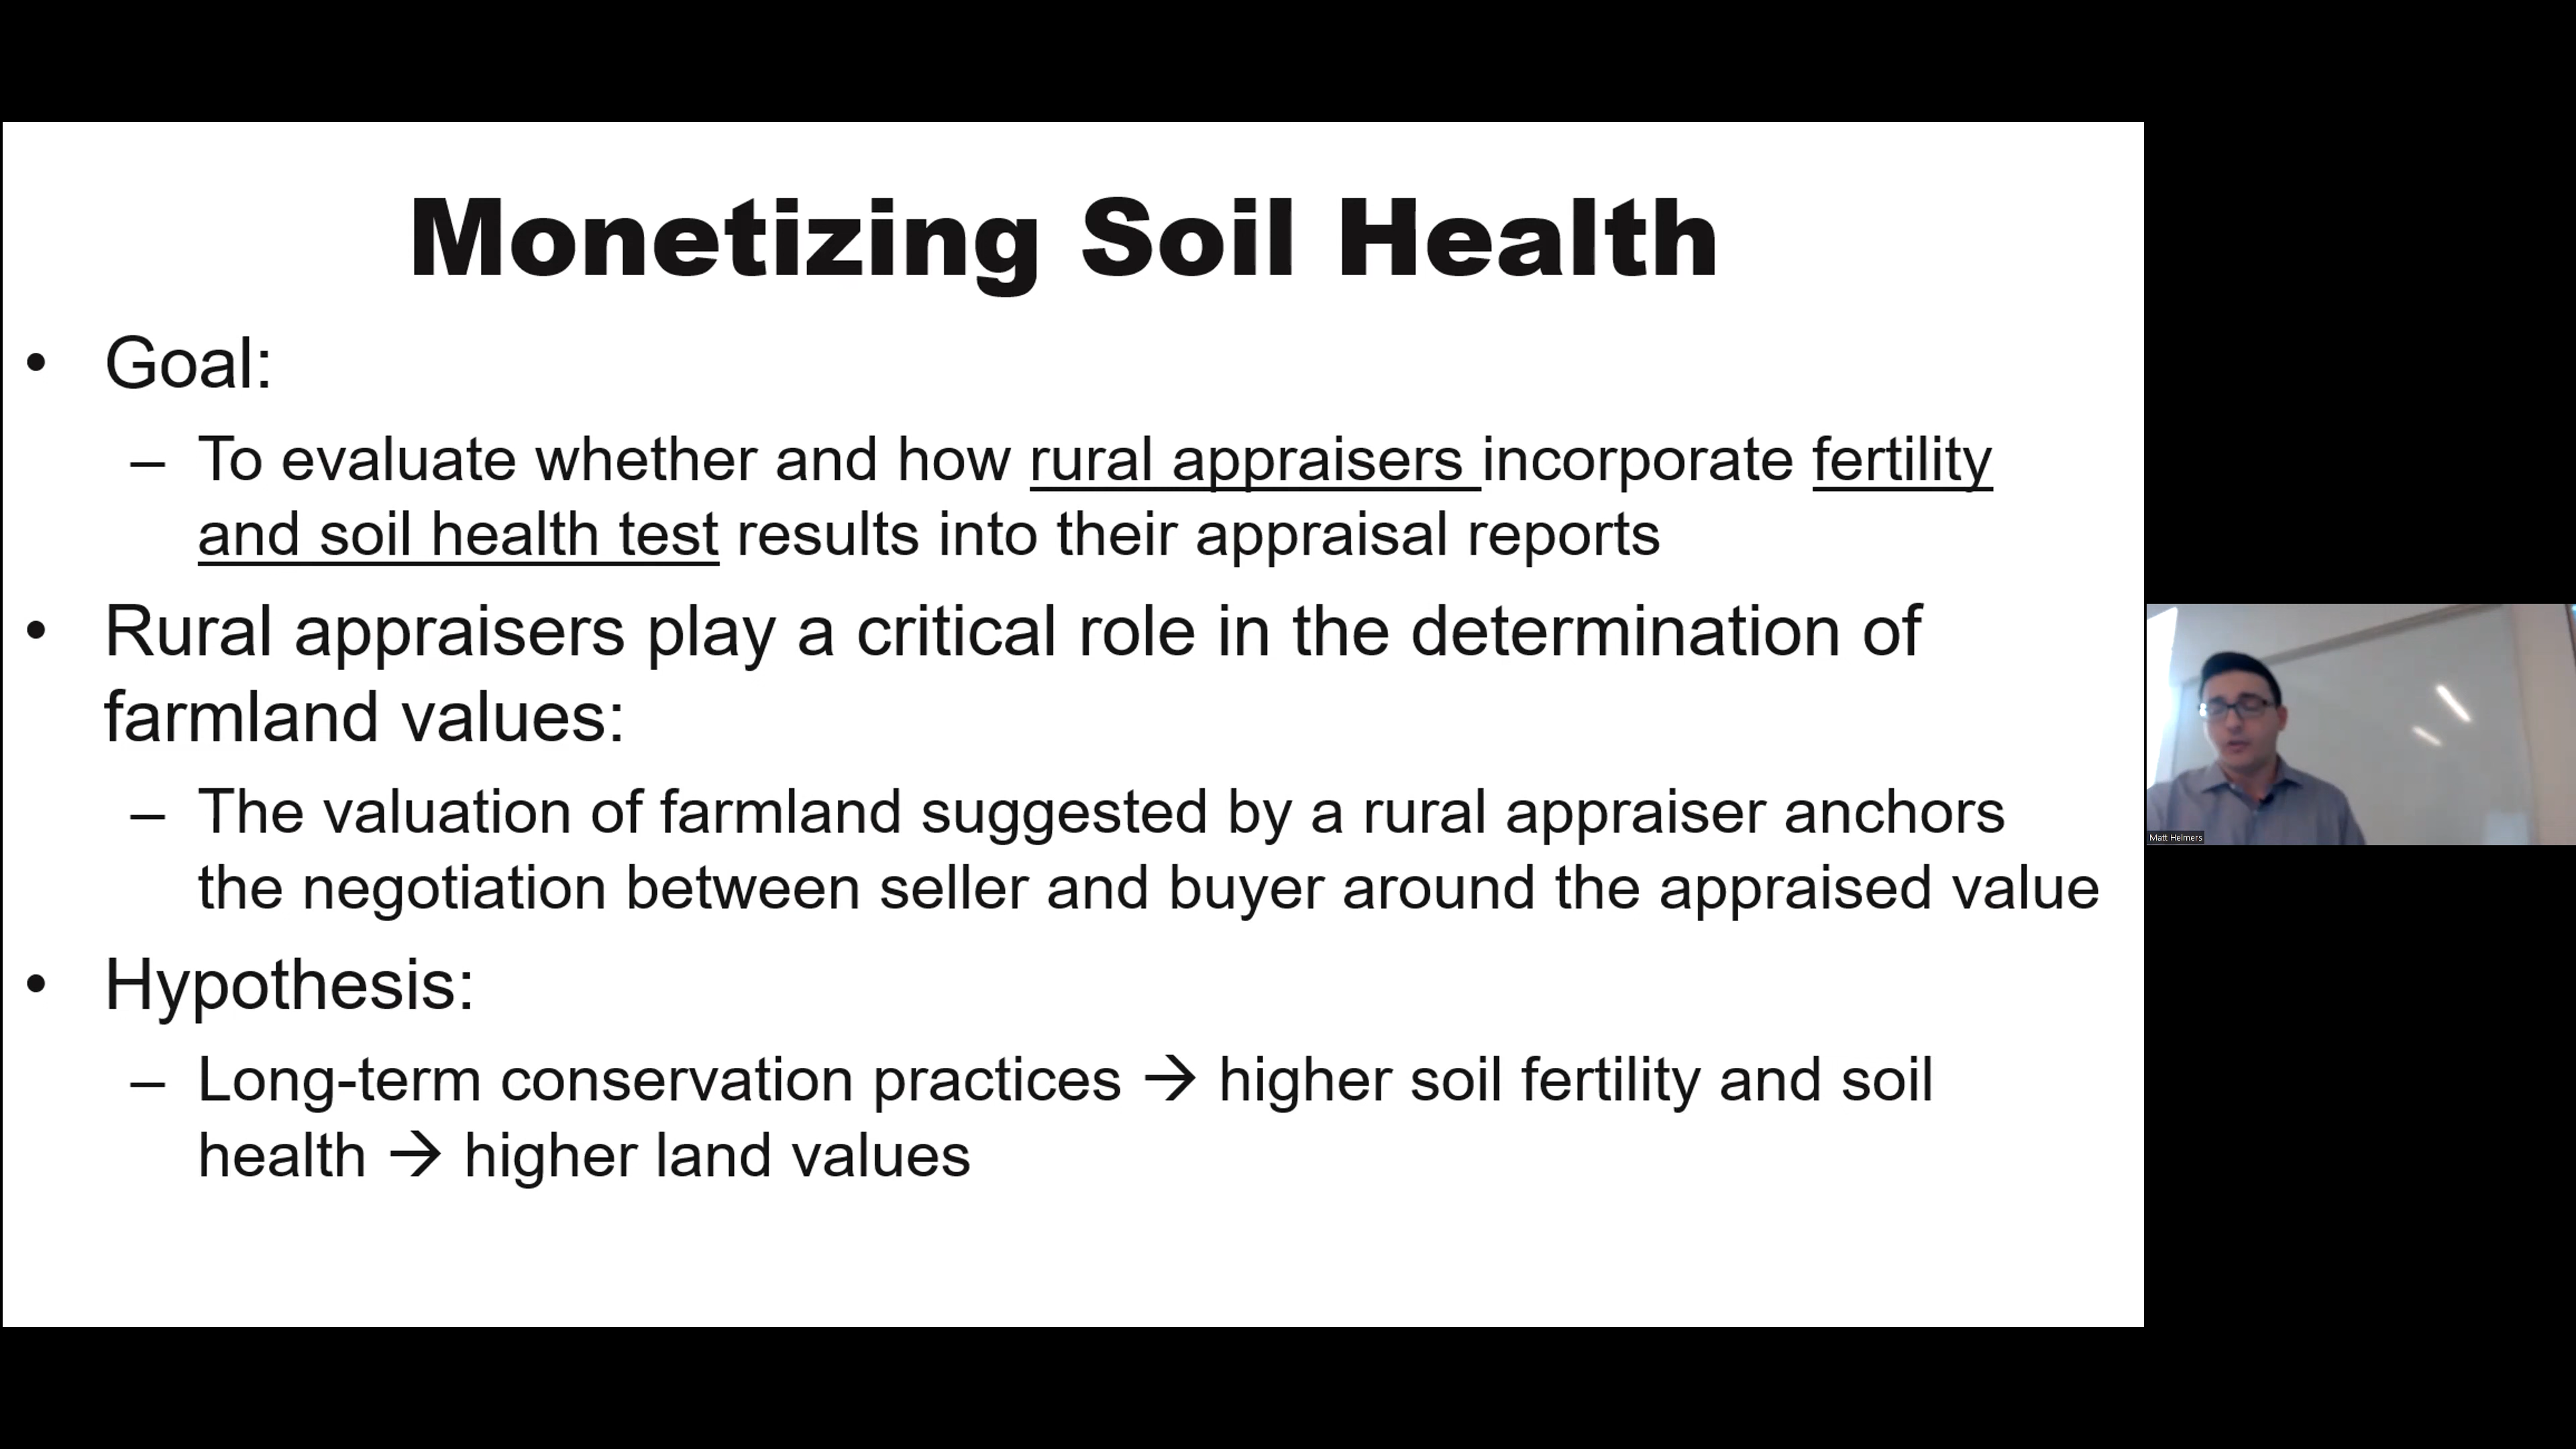 Monetizing Soil Health
• Goal:
– To evaluate whether and how rural appraisers incorporate fertility
and soil health test results into their appraisal reports
• Rural appraisers play a critical role in the determination of
farmland values:
– The valuation of farmland suggested by a rural appraiser anchors
the negotiation between seller and buyer around the appraised value
• Hypothesis:
– Long-term conservation practices → higher soil fertility and soil
health → higher land values
Matt Helmers